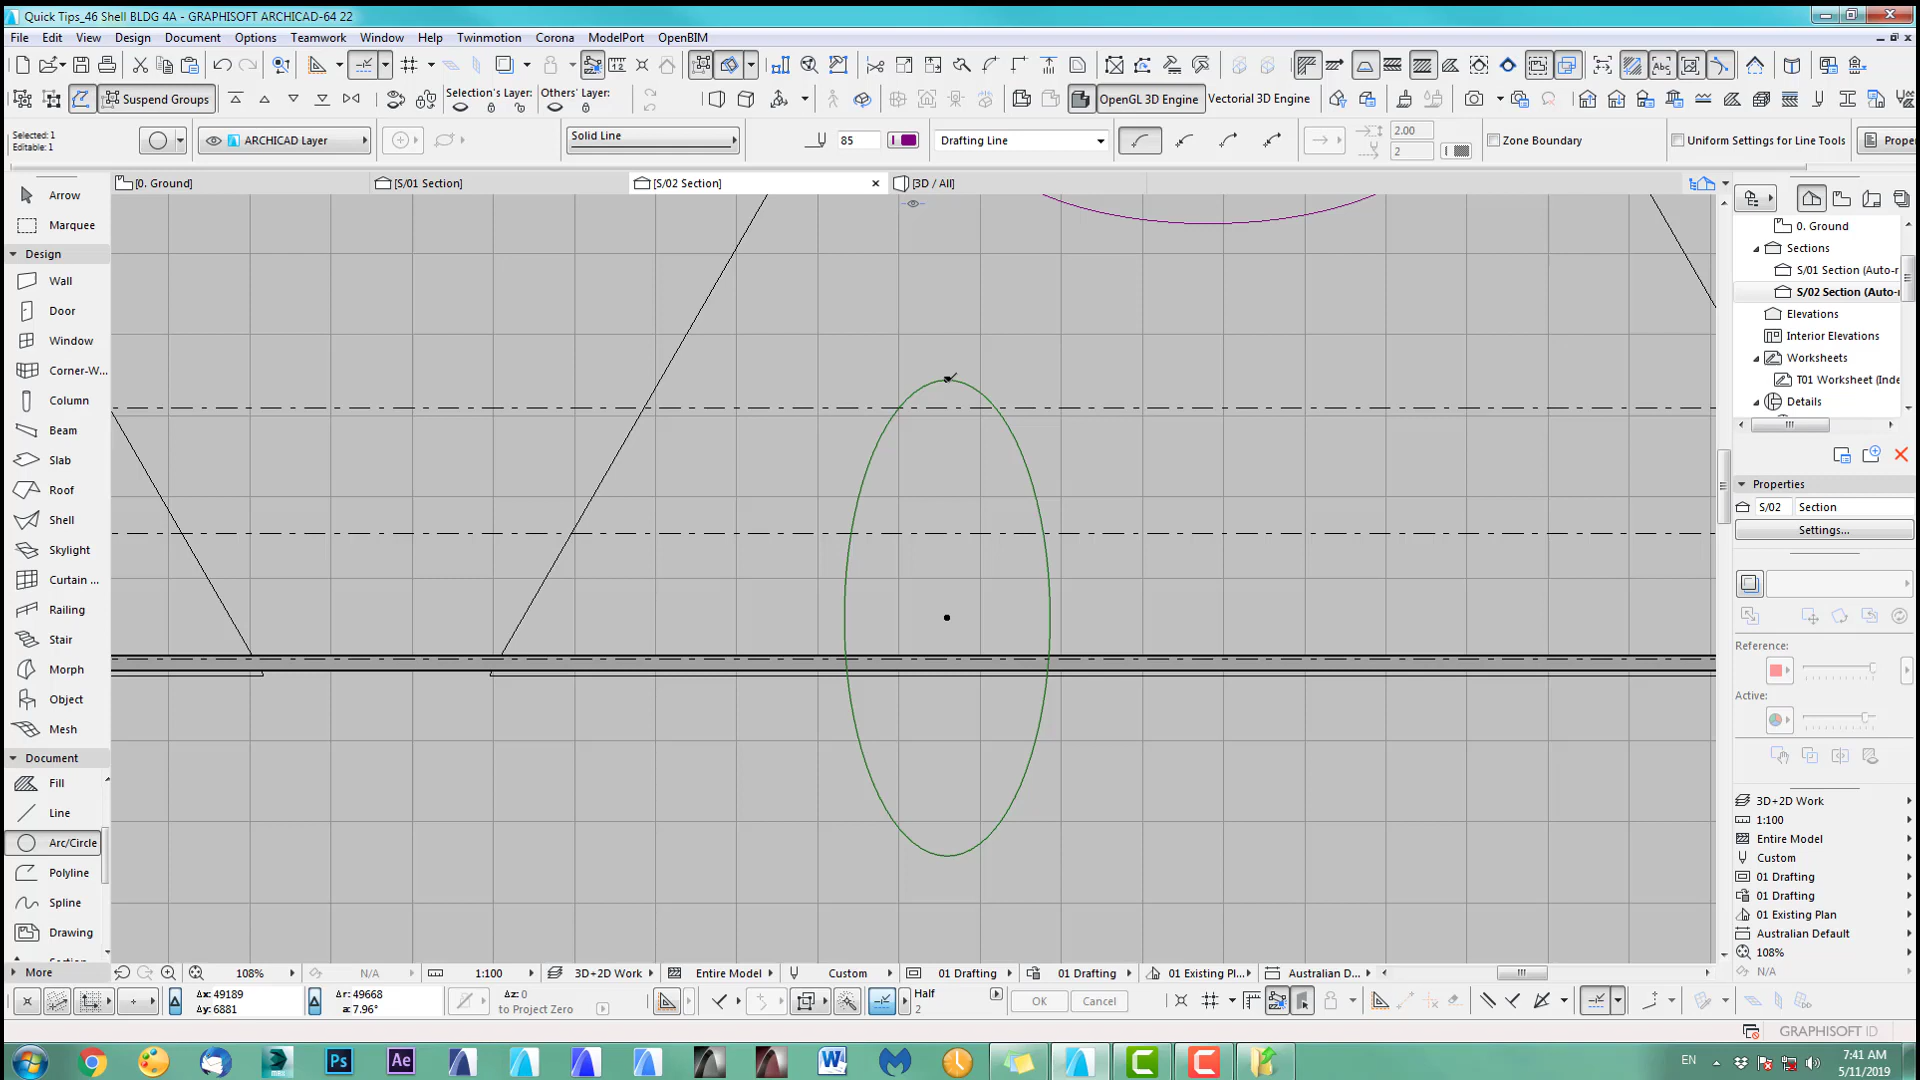 Quick Tips_46 Shell BLDG 4A - GRAPHISOFT ARCHICAD-64 22
File Edit View Design Document Options Teamwork Window Help Twinmotion Corona ModelPort OpenBIM
Suspend Groups
Selection's Layer:
Others' Layer:
OpenGL 3D Engine
Vectorial 3D Engine
Selected: 1
Editable: 1
ARCHICAD Layer
Solid Line
85
Drafting Line
2.00
2
Zone Boundary
Uniform Settings for Line Tools
Proper
[0. Ground]
[S/01 Section]
[S/02 Section]
[3D / All]
Arrow
Marquee
Design
Wall
Door
Window
Corner-W...
Column
Beam
Slab
Roof
Shell
Skylight
Curtain ...
Railing
Stair
Morph
Object
Mesh
Document
Fill
Line
Arc/Circle
Polyline
Spline
Drawing
More
0. Ground
Sections
S/01 Section (Auto-r
S/02 Section (Auto-r
Elevations
Interior Elevations
Worksheets
T01 Worksheet (Inde
Details
Properties
S/02
Section
Settings...
Reference:
Active:
3D+2D Work
1:100
Entire Model
Custom
01 Drafting
01 Drafting
01 Existing Plan
Australian Default
108%
N/A
108%
N/A
1:100
3D+2D Work
Entire Model
Custom
01 Drafting
01 Drafting
01 Existing Pl...
Australian D...
Δx: 49189
Δy: 6881
Δr: 49668
a: 7.96°
Δz: 0
to Project Zero
Half
2
OK
Cancel
GRAPHISOFT ID
Ps
Ae
EN
7:41 AM
5/11/2019